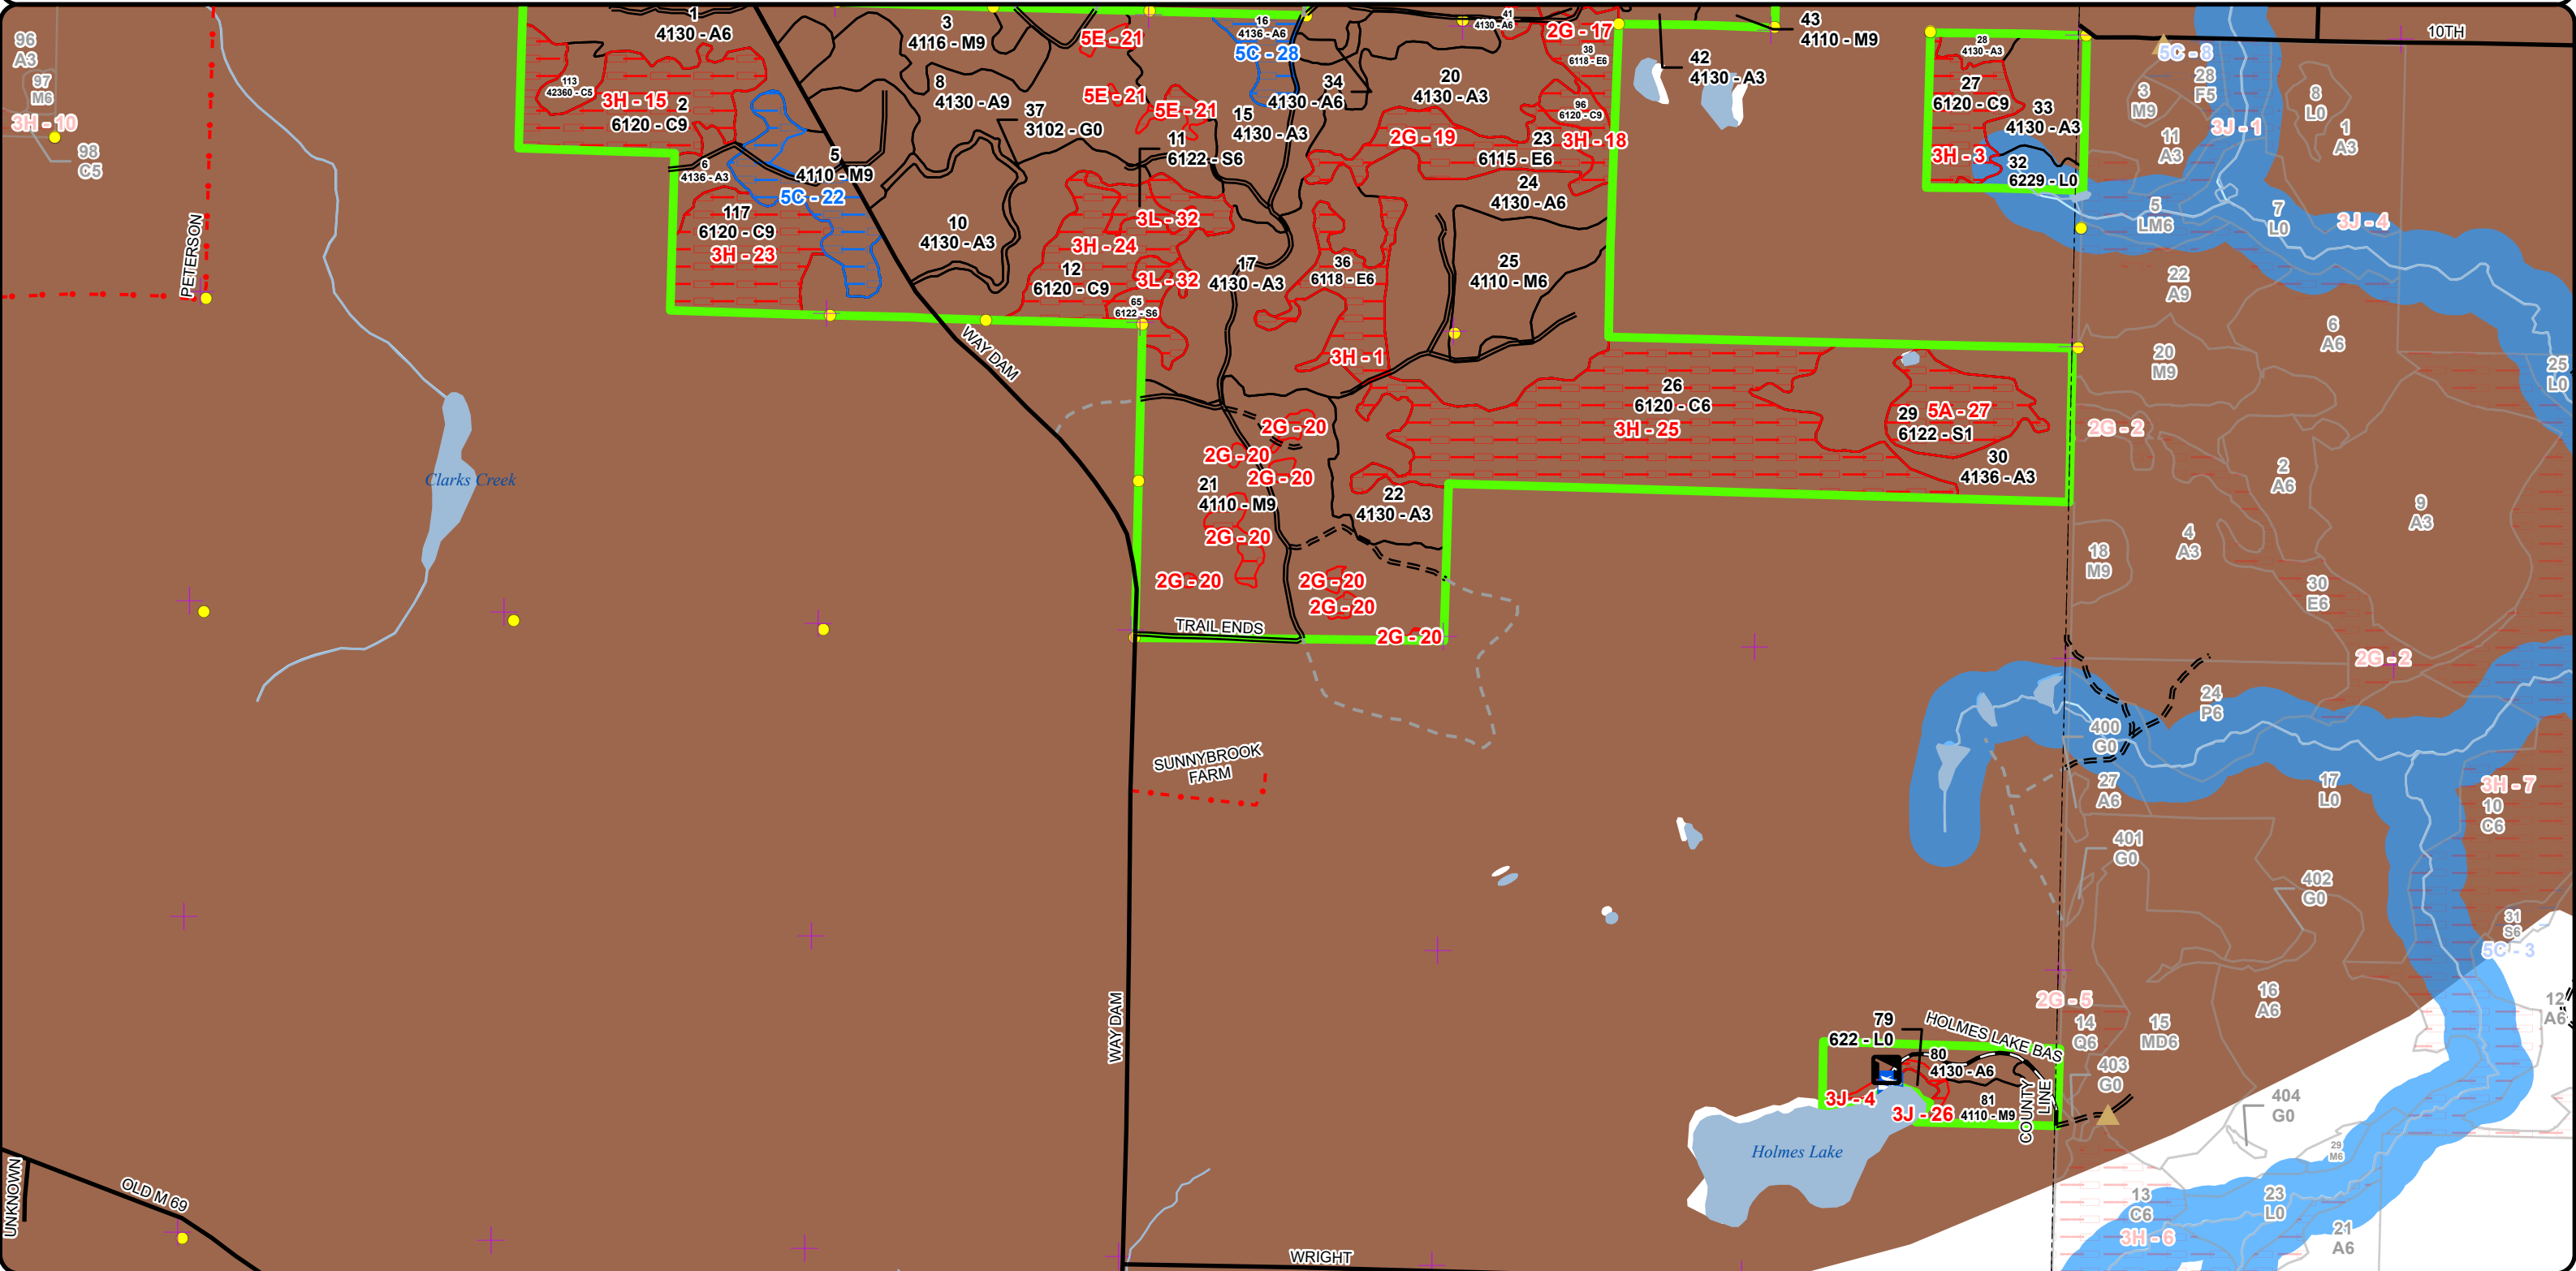 96
A3
97
M6
3H - 10
98
C5
PETERSON
Clarks Creek
UNKNOWN
OLD M 69
1
4130 - A6
113
42360 - C5
3H - 15
2
6120 - C9
6
4136 - A3
5
4110 - M9
5C - 22
117
6120 - C9
3H - 23
3
4116 - M9
8
4130 - A9
37
3102 - G0
10
4130 - A3
5E - 21
5E - 21
5E - 21
11
6122 - S6
3L - 32
3H - 24
12
6120 - C9
3L - 32
65
6122 - S6
16
4136 - A6
5C - 28
15
4130 - A3
34
4130 - A6
17
4130 - A3
41
4130 - A6
20
4130 - A3
2G - 17
38
6118 - E6
96
6120 - C9
2G - 19
23
6115 - E6
3H - 18
24
4130 - A6
36
6118 - E6
25
4110 - M6
3H - 1
42
4130 - A3
43
4110 - M9
28
4130 - A3
27
6120 - C9
33
4130 - A3
3H - 3
32
6229 - L0
10TH
5C - 8
28
F5
3
M9
8
L0
3J - 1
11
A3
1
A3
5
LM6
7
L0
3J - 4
22
A9
6
A6
20
M9
25
L0
2G - 2
2
A6
9
A3
4
A3
18
M9
30
E6
2G - 2
24
P6
400
G0
27
A6
17
L0
3H - 7
10
C6
401
G0
402
G0
31
S6
5C - 3
WAY DAM
2G - 20
2G - 20
2G - 20
21
4110 - M9
2G - 20
2G - 20
2G - 20
2G - 20
2G - 20
22
4130 - A3
26
6120 - C6
3H - 25
29
5A - 27
6122 - S1
30
4136 - A3
TRAIL ENDS
SUNNYBROOK
FARM
WAY DAM
WRIGHT
2G - 5
14
Q6
15
MD6
16
A6
12
A6
403
G0
404
G0
79
622 - L0
HOLMES LAKE BAS
80
4130 - A6
3J - 4
3J - 26
81
4110 - M9
COUNTY
LINE
Holmes Lake
29
M6
13
C6
23
L0
3H - 6
21
A6